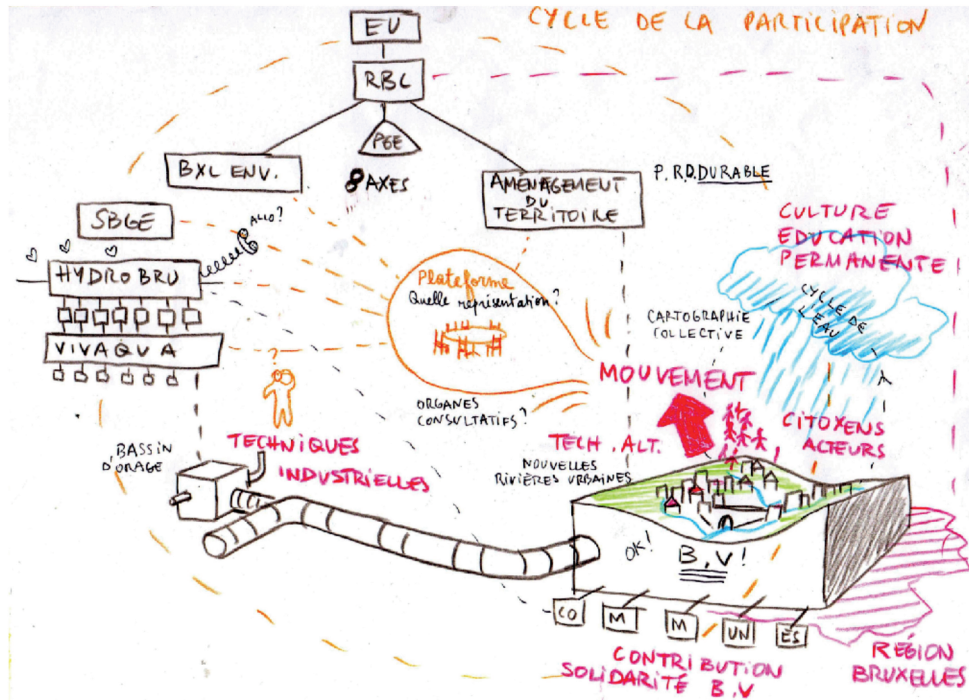 CYCLE DE LA PARTICIPATION
EU
RBC
PGE
8 AXES
BXL ENV.
AMENAGEMENT
DU
TERRITOIRE
P.R.D. DURABLE
SBGE
ALLO?
HYDROBRU
VIVAQUA
CULTURE
EDUCATION
PERMANENTE
CYCLE DE
L'EAU
Plateforme
Quelle représentation?
CARTOGRAPHIE
COLLECTIVE
MOUVEMENT
?
ORGANES
CONSULTATIFS?
CITOXENS
ACTEURS
BASSIN
D'ORAGE
TECHNIQUES
INDUSTRIELLES
TECH. ALT.
NOUVELLES
RIVIÈRES URBAINES
OK!
B.V!
CO M M UN ES
CONTRIBUTION
SOLIDARITÉ B.V
RÉGION
BRUXELLES